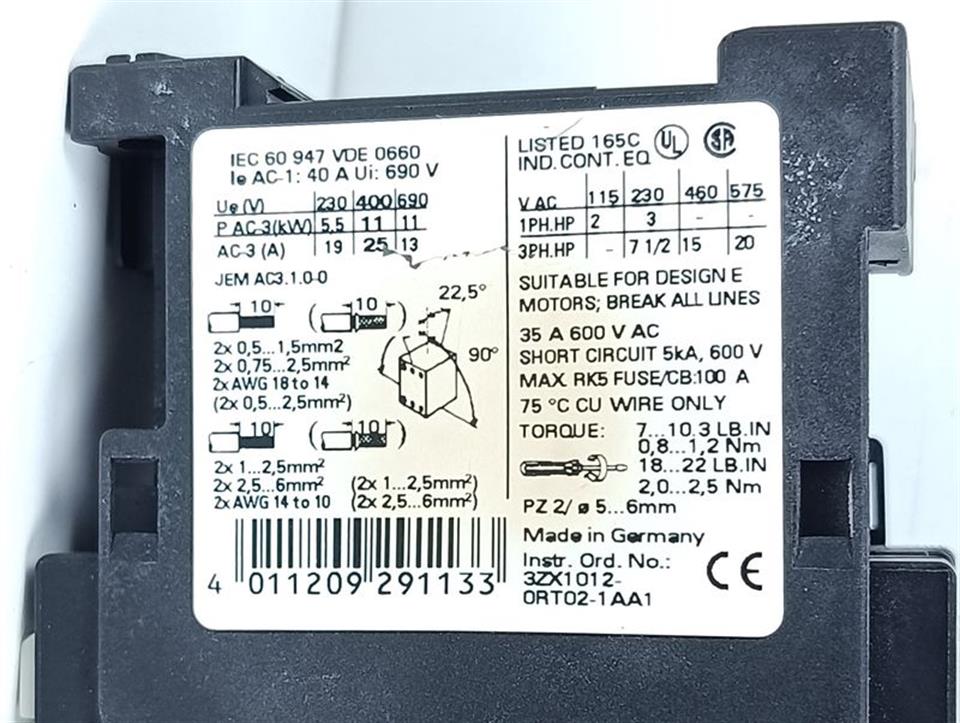 IEC 60 947 VDE 0660
Ie AC-1: 40 A Ui: 690 V
Ue (V) 230 400 690
P AC-3(kW) 5,5 11 11
AC-3 (A) 19 25 13
JEM AC3.1.0-0
10 ( 10 )
2x 0,5...1,5mm2
2x 0,75...2,5mm²
2x AWG 18 to 14
(2x 0,5...2,5mm²)
22,5°
90°
10 ( 10 )
2x 1...2,5mm² (2x 1...2,5mm²)
2x 2,5...6mm² (2x 2,5...6mm²)
2x AWG 14 to 10
4 011209 291133
LISTED 165C UL SA
IND.CONT.EQ
V AC 115 230 460 575
1PH.HP 2 3 - -
3PH.HP - 7 1/2 15 20
SUITABLE FOR DESIGN E
MOTORS; BREAK ALL LINES
35 A 600 V AC
SHORT CIRCUIT 5kA, 600 V
MAX. RK5 FUSE/CB:100 A
75 °C CU WIRE ONLY
TORQUE: 7...10.3 LB.IN
0,8...1,2 Nm
18...22 LB.IN
2,0...2,5 Nm
PZ 2/ ø 5...6mm
Made in Germany
Instr. Ord. No.:
3ZX1012-
0RT02-1AA1
CE